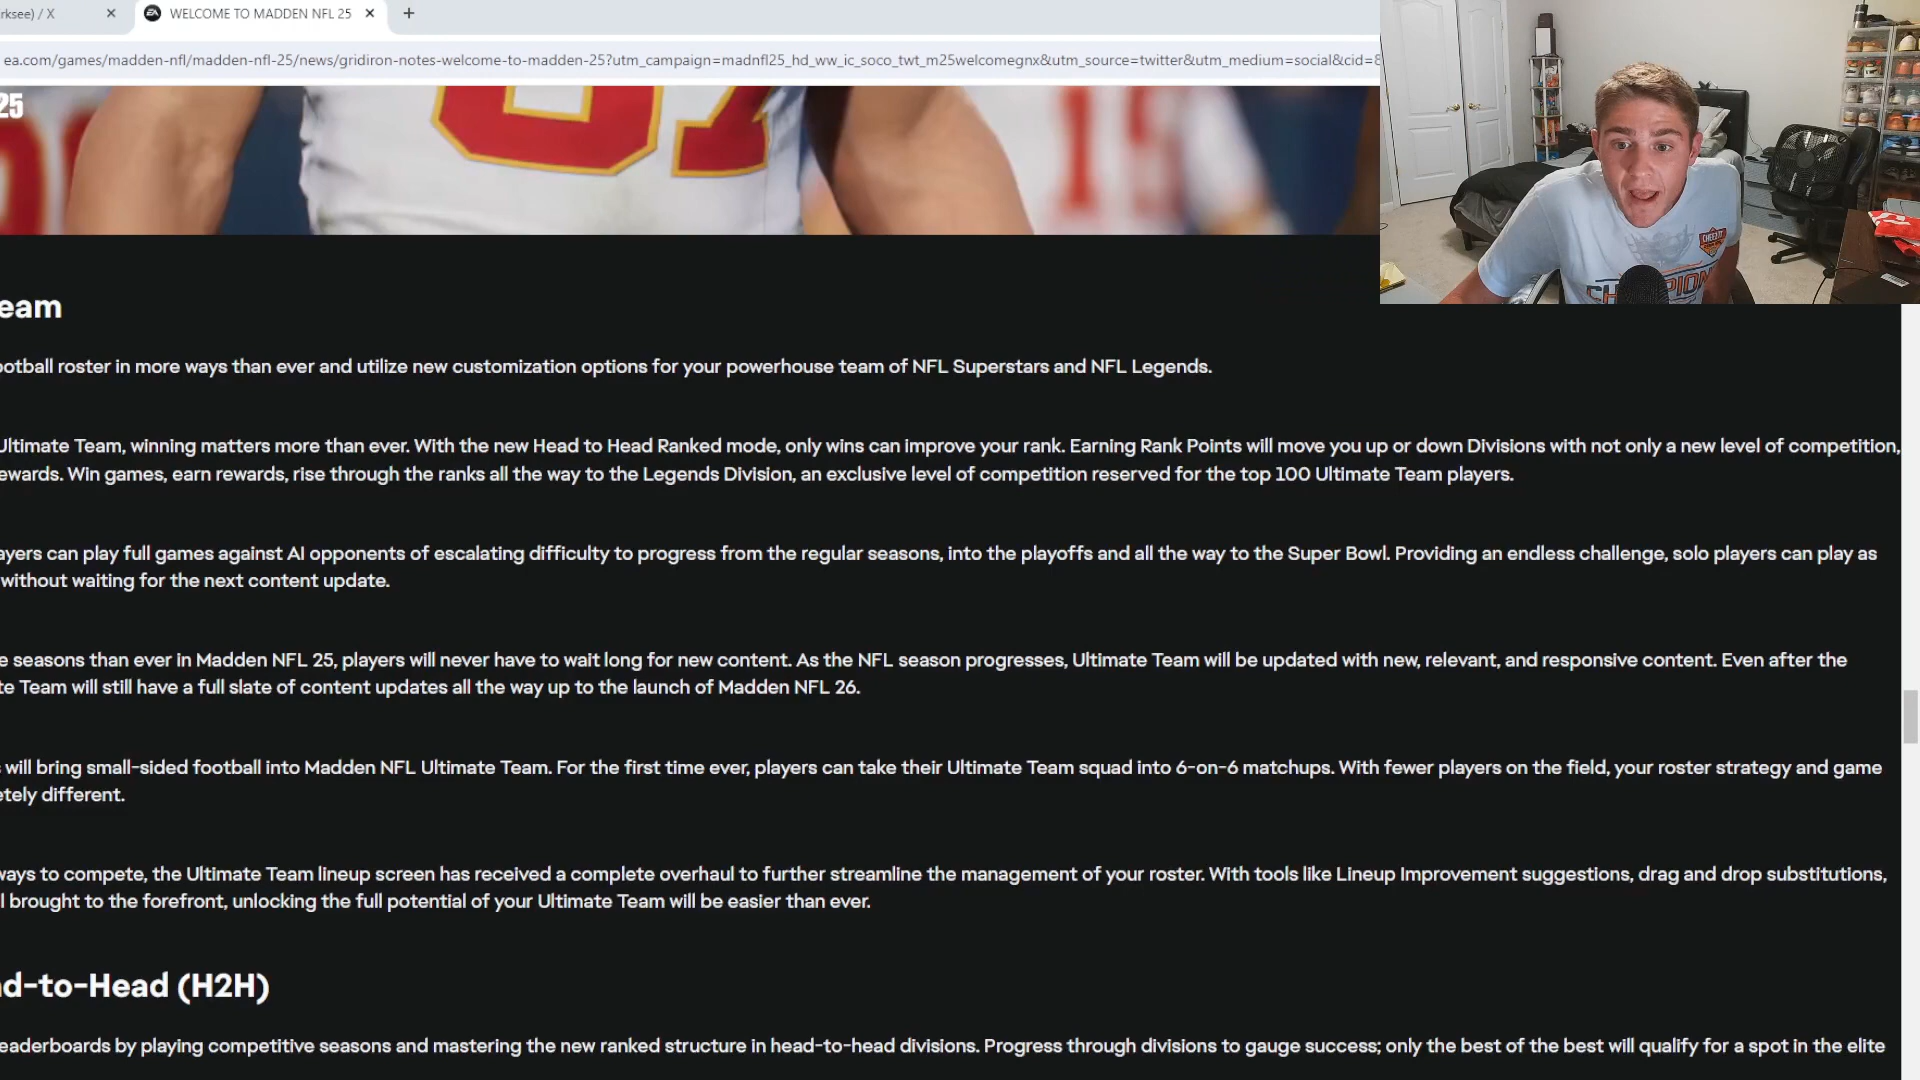 rksee) / X
WELCOME TO MADDEN NFL 25
ea.com/games/madden-nfl/madden-nfl-25/news/gridiron-notes-welcome-to-madden-25?utm_campaign=madnfl25_hd_ww_ic_soco_twt_m25welcomegnx&utm_source=twitter&utm_medium=social&cid=8
25
87
15
eam
ootball roster in more ways than ever and utilize new customization options for your powerhouse team of NFL Superstars and NFL Legends.
Ultimate Team, winning matters more than ever. With the new Head to Head Ranked mode, only wins can improve your rank. Earning Rank Points will move you up or down Divisions with not only a new level of competition,
ewards. Win games, earn rewards, rise through the ranks all the way to the Legends Division, an exclusive level of competition reserved for the top 100 Ultimate Team players.
ayers can play full games against AI opponents of escalating difficulty to progress from the regular seasons, into the playoffs and all the way to the Super Bowl. Providing an endless challenge, solo players can play as
without waiting for the next content update.
e seasons than ever in Madden NFL 25, players will never have to wait long for new content. As the NFL season progresses, Ultimate Team will be updated with new, relevant, and responsive content. Even after the
te Team will still have a full slate of content updates all the way up to the launch of Madden NFL 26.
s will bring small-sided football into Madden NFL Ultimate Team. For the first time ever, players can take their Ultimate Team squad into 6-on-6 matchups. With fewer players on the field, your roster strategy and game
etely different.
ways to compete, the Ultimate Team lineup screen has received a complete overhaul to further streamline the management of your roster. With tools like Lineup Improvement suggestions, drag and drop substitutions,
l brought to the forefront, unlocking the full potential of your Ultimate Team will be easier than ever.
d-to-Head (H2H)
eaderboards by playing competitive seasons and mastering the new ranked structure in head-to-head divisions. Progress through divisions to gauge success; only the best of the best will qualify for a spot in the elite